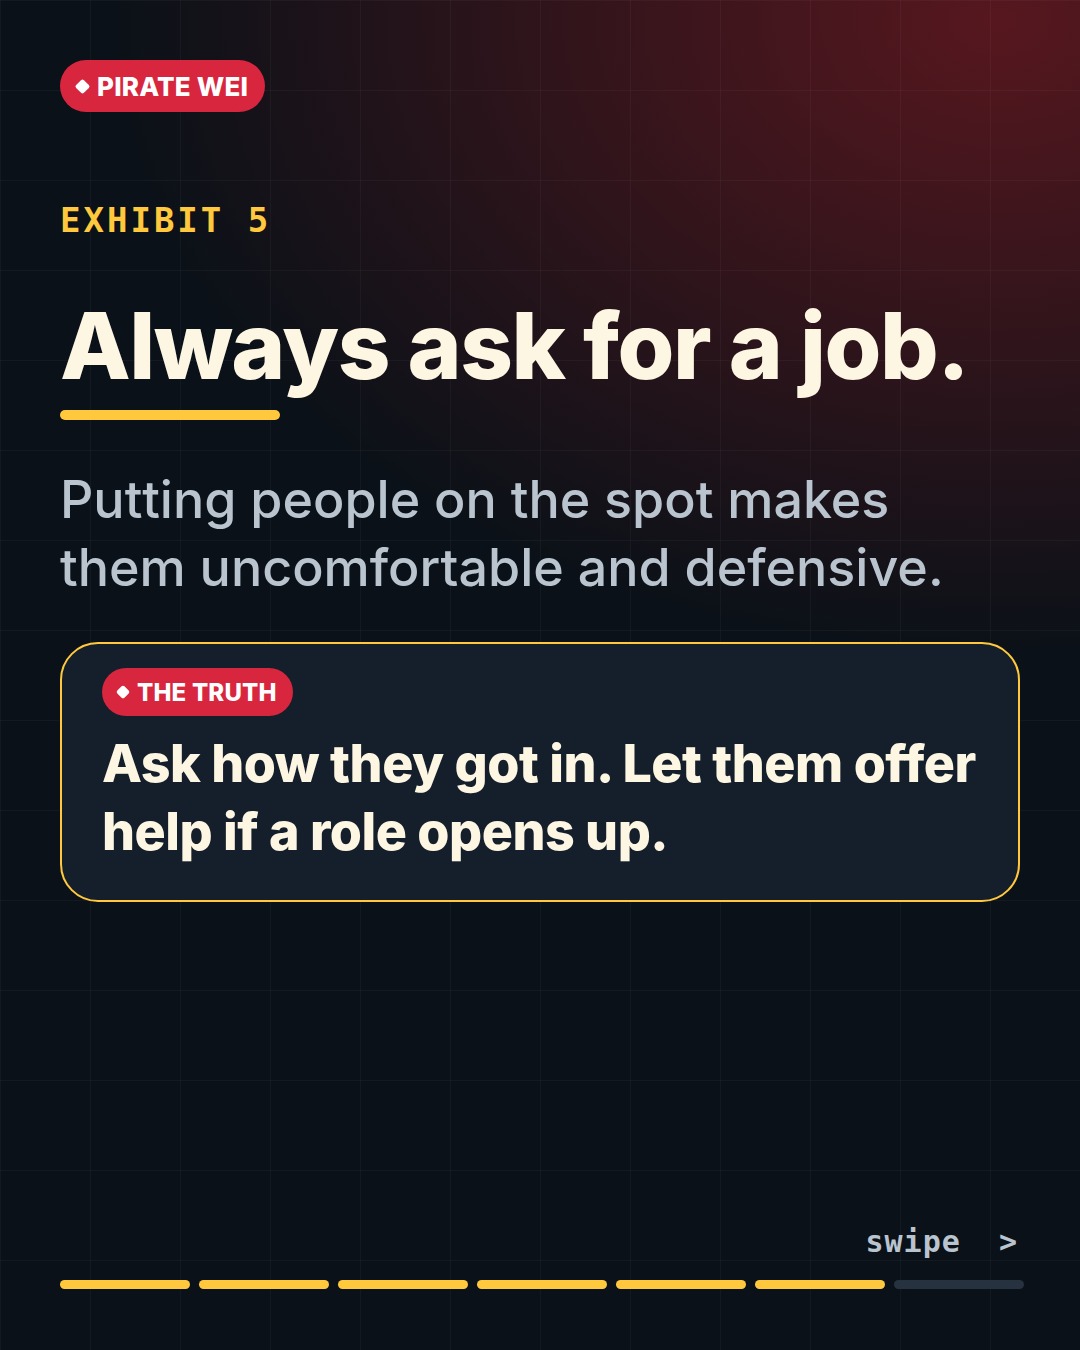 PIRATE WEI
EXHIBIT 5
Always ask for a job.
Putting people on the spot makes
them uncomfortable and defensive.
THE TRUTH
Ask how they got in. Let them offer
help if a role opens up.
swipe >